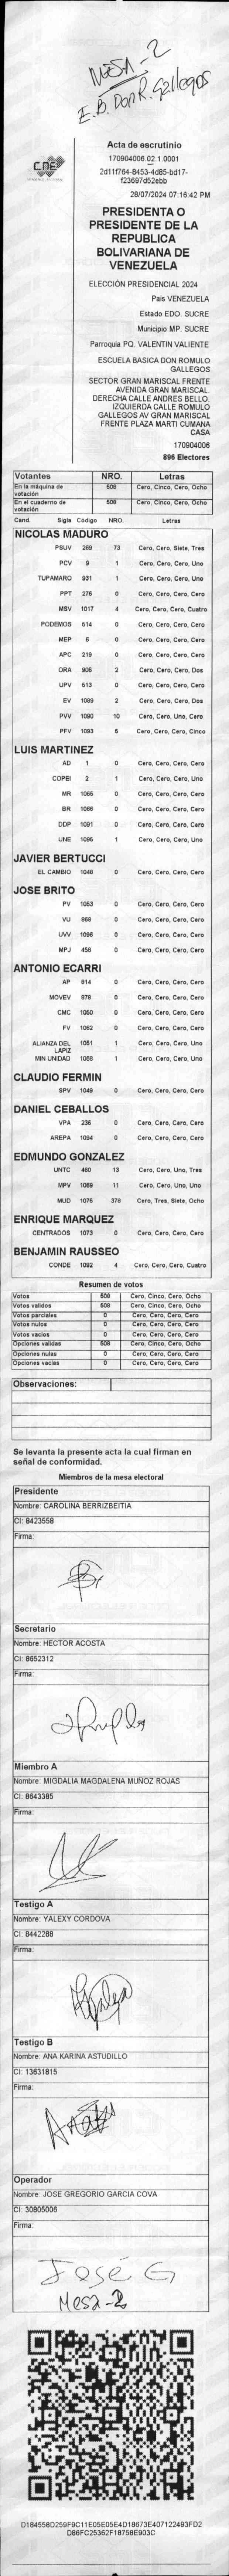 MESA-2
E.B. Don R. Gallegos
CNE
Acta de escrutinio
170904006.02.1.0001
2d11f764-8453-4d85-bd17-
f23697d52ebb
28/07/2024 07:16:42 PM
PRESIDENTA O
PRESIDENTE DE LA
REPUBLICA
BOLIVARIANA DE
VENEZUELA
ELECCIÓN PRESIDENCIAL 2024
País VENEZUELA
Estado EDO. SUCRE
Municipio MP. SUCRE
Parroquia PQ. VALENTIN VALIENTE
ESCUELA BASICA DON ROMULO
GALLEGOS
SECTOR GRAN MARISCAL FRENTE
AVENIDA GRAN MARISCAL.
DERECHA CALLE ANDRES BELLO.
IZQUIERDA CALLE ROMULO
GALLEGOS AV GRAN MARISCAL
FRENTE PLAZA MARTI CUMANA
CASA
170904006
896 Electores
Votantes NRO. Letras
En la máquina de votación 508 Cero, Cinco, Cero, Ocho
En el cuaderno de votación 508 Cero, Cinco, Cero, Ocho
Cand. Sigla Código NRO. Letras
NICOLAS MADURO
PSUV 269 73 Cero, Cero, Siete, Tres
PCV 9 1 Cero, Cero, Cero, Uno
TUPAMARO 931 1 Cero, Cero, Cero, Uno
PPT 276 0 Cero, Cero, Cero, Cero
MSV 1017 4 Cero, Cero, Cero, Cuatro
PODEMOS 514 0 Cero, Cero, Cero, Cero
MEP 6 0 Cero, Cero, Cero, Cero
APC 219 0 Cero, Cero, Cero, Cero
ORA 906 2 Cero, Cero, Cero, Dos
UPV 513 0 Cero, Cero, Cero, Cero
EV 1089 2 Cero, Cero, Cero, Dos
PVV 1090 10 Cero, Cero, Uno, Cero
PFV 1093 5 Cero, Cero, Cero, Cinco
LUIS MARTINEZ
AD 1 0 Cero, Cero, Cero, Cero
COPEI 2 1 Cero, Cero, Cero, Uno
MR 1065 0 Cero, Cero, Cero, Cero
BR 1066 0 Cero, Cero, Cero, Cero
DDP 1091 0 Cero, Cero, Cero, Cero
UNE 1095 1 Cero, Cero, Cero, Uno
JAVIER BERTUCCI
EL CAMBIO 1048 0 Cero, Cero, Cero, Cero
JOSE BRITO
PV 1053 0 Cero, Cero, Cero, Cero
VU 869 0 Cero, Cero, Cero, Cero
UVV 1096 0 Cero, Cero, Cero, Cero
MPJ 458 0 Cero, Cero, Cero, Cero
ANTONIO ECARRI
AP 914 0 Cero, Cero, Cero, Cero
MOVEV 879 0 Cero, Cero, Cero, Cero
CMC 1050 0 Cero, Cero, Cero, Cero
FV 1062 0 Cero, Cero, Cero, Cero
ALIANZA DEL LAPIZ 1051 1 Cero, Cero, Cero, Uno
MIN UNIDAD 1068 1 Cero, Cero, Cero, Uno
CLAUDIO FERMIN
SPV 1049 0 Cero, Cero, Cero, Cero
DANIEL CEBALLOS
VPA 236 0 Cero, Cero, Cero, Cero
AREPA 1094 0 Cero, Cero, Cero, Cero
EDMUNDO GONZALEZ
UNTC 460 13 Cero, Cero, Uno, Tres
MPV 1069 11 Cero, Cero, Uno, Uno
MUD 1075 378 Cero, Tres, Siete, Ocho
ENRIQUE MARQUEZ
CENTRADOS 1073 0 Cero, Cero, Cero, Cero
BENJAMIN RAUSSEO
CONDE 1092 4 Cero, Cero, Cero, Cuatro
Resumen de votos
Votos 508 Cero, Cinco, Cero, Ocho
Votos validos 508 Cero, Cinco, Cero, Ocho
Votos parciales 0 Cero, Cero, Cero, Cero
Votos nulos 0 Cero, Cero, Cero, Cero
Votos vacios 0 Cero, Cero, Cero, Cero
Opciones validas 508 Cero, Cinco, Cero, Ocho
Opciones nulas 0 Cero, Cero, Cero, Cero
Opciones vacias 0 Cero, Cero, Cero, Cero
Observaciones:
Se levanta la presente acta la cual firman en
señal de conformidad.
Miembros de la mesa electoral
Presidente
Nombre: CAROLINA BERRIZBEITIA
CI: 8423558
Firma:
Secretario
Nombre: HECTOR ACOSTA
CI: 8652312
Firma:
Miembro A
Nombre: MIGDALIA MAGDALENA MUÑOZ ROJAS
CI: 8643385
Firma:
Testigo A
Nombre: YALEXY CORDOVA
CI: 8442288
Firma:
Testigo B
Nombre: ANA KARINA ASTUDILLO
CI: 13631815
Firma:
Operador
Nombre: JOSE GREGORIO GARCIA COVA
CI: 30805006
Firma:
José G
Mesa-2
D184558D259F9C11E05E05E4D18673E407122493FD2
D86FC25362F18758E903C